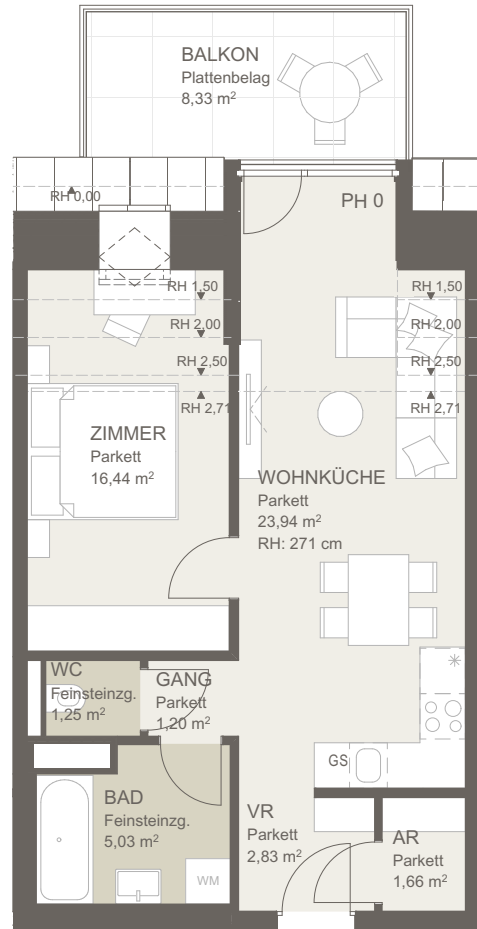 BALKON
Plattenbelag
8,33 m²
RH 0,00
PH 0
RH 1,50
RH 2,00
RH 2,50
RH 2,71
RH 1,50
RH 2,00
RH 2,50
RH 2,71
ZIMMER
Parkett
16,44 m²
WOHNKÜCHE
Parkett
23,94 m²
RH: 271 cm
WC
Feinsteinzg.
1,25 m²
GANG
Parkett
1,20 m²
GS
BAD
Feinsteinzg.
5,03 m²
WM
VR
Parkett
2,83 m²
AR
Parkett
1,66 m²